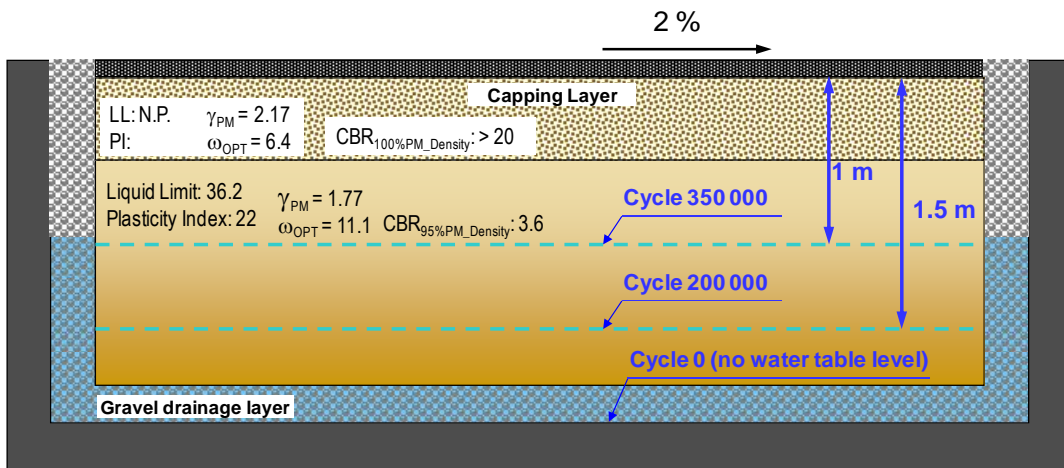 2 %
Capping Layer
LL: N.P. γPM = 2.17
PI: ωOPT = 6.4
CBR100%PM_Density: > 20
1 m
1.5 m
Liquid Limit: 36.2
Plasticity Index: 22
γPM = 1.77
ωOPT = 11.1 CBR95%PM_Density: 3.6
Cycle 350 000
Cycle 200 000
Cycle 0 (no water table level)
Gravel drainage layer